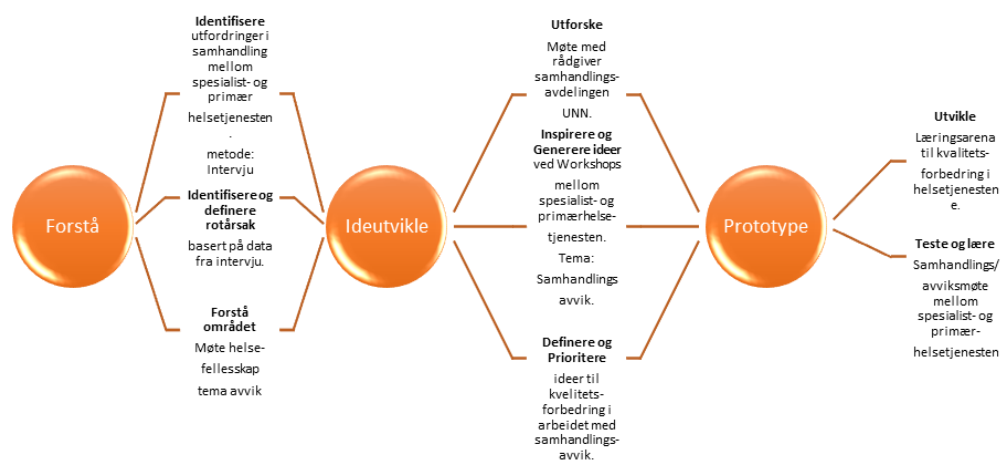 Forstå
Identifisere
utfordringer i
samhandling
mellom
spesialist- og
primær
helsetjenesten
.
metode:
Intervju
Identifisere og
definere
rotårsak
basert på data
fra intervju.
Forstå
området
Møte helse-
fellesskap
tema avvik
Ideutvikle
Utforske
Møte med
rådgiver
samhandlings-
avdelingen
UNN.
Inspirere og
Generere ideer
ved Workshops
mellom
spesialist- og
primærhelse-
tjenesten.
Tema:
Samhandlings
avvik.
Definere og
Prioritere
ideer til
kvelitets-
forbedring i
arbeidet med
samhandlings-
avvik.
Prototype
Utvikle
Læringsarena
til kvalitets-
forbedring i
helsetjenesten
e.
Teste og lære
Samhandlings/
avviksmøte
mellom
spesialist- og
primær-
helsetjenesten